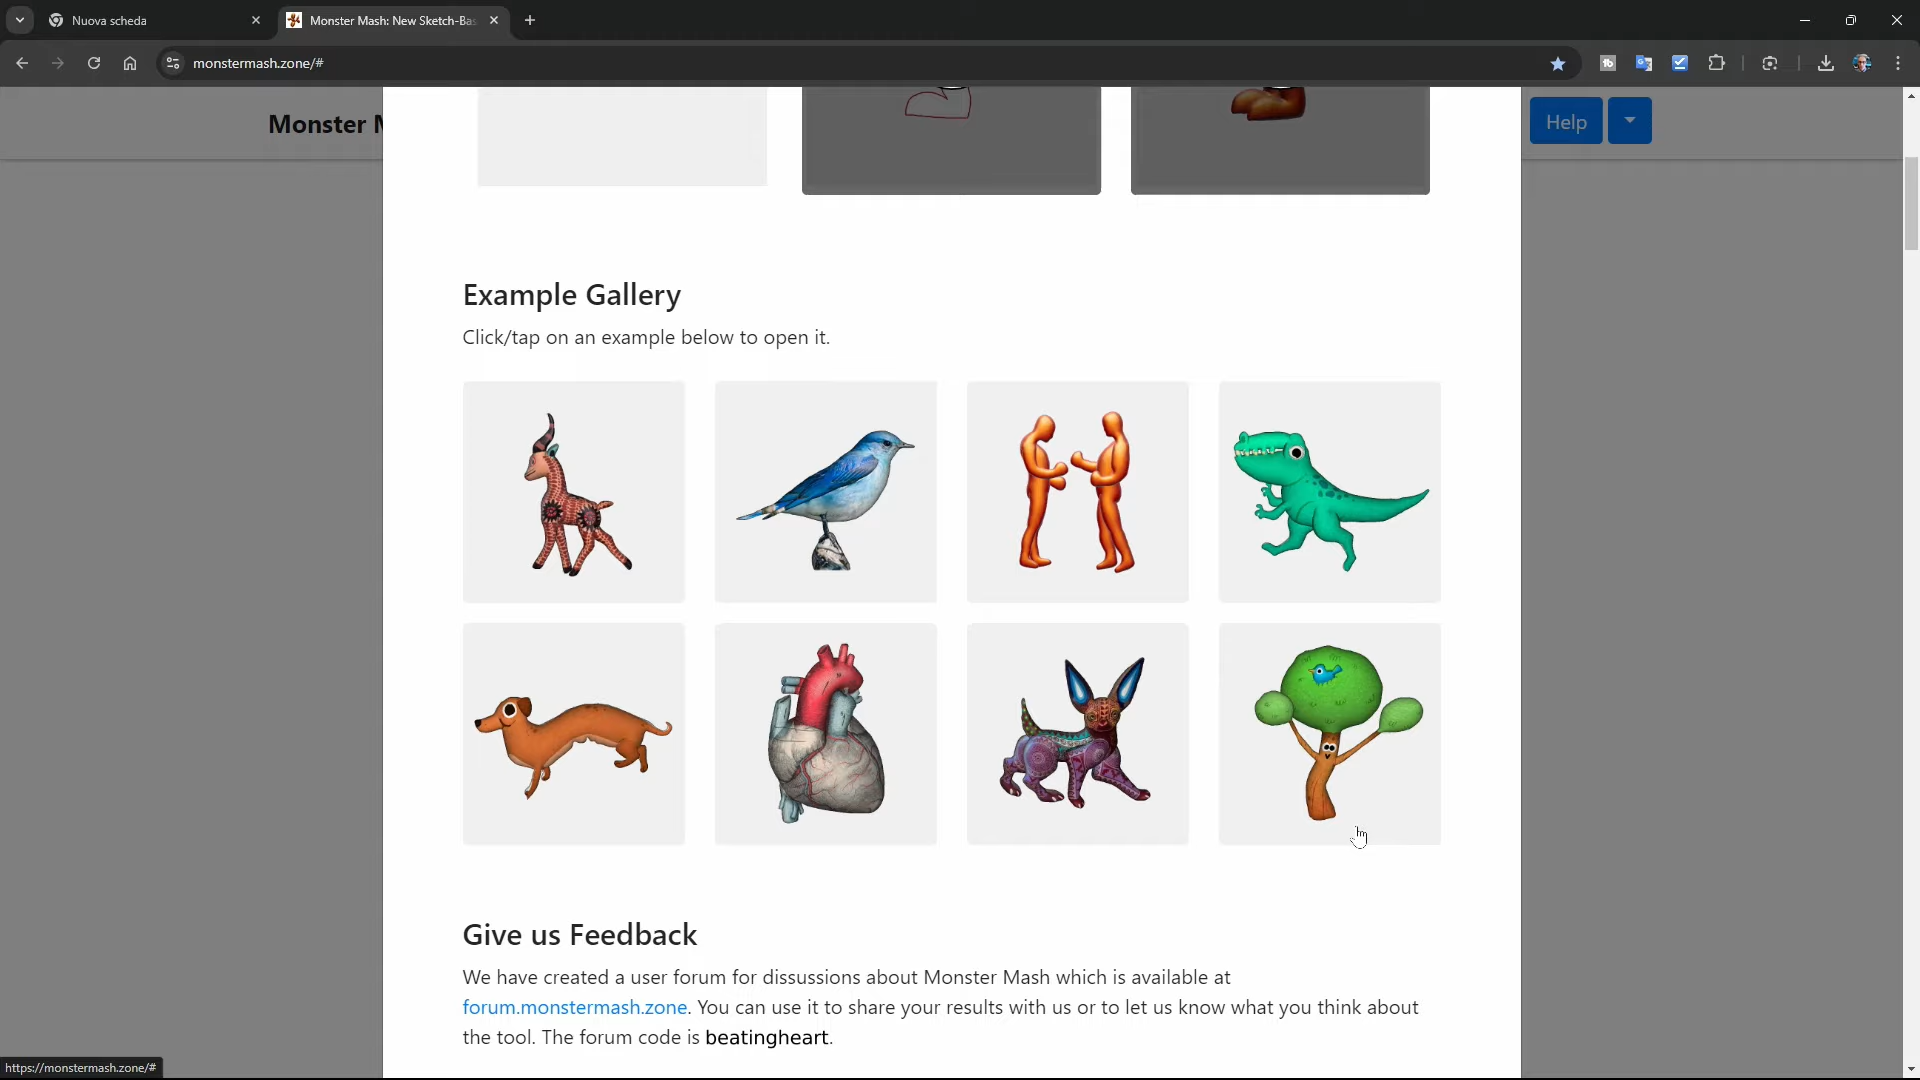 Nuova scheda
Monster Mash: New Sketch-Bas
monstermash.zone/#
Monster M
Help
Example Gallery
Click/tap on an example below to open it.
Give us Feedback
We have created a user forum for dissussions about Monster Mash which is available at
forum.monstermash.zone. You can use it to share your results with us or to let us know what you think about
the tool. The forum code is beatingheart.
https://monstermash.zone/#